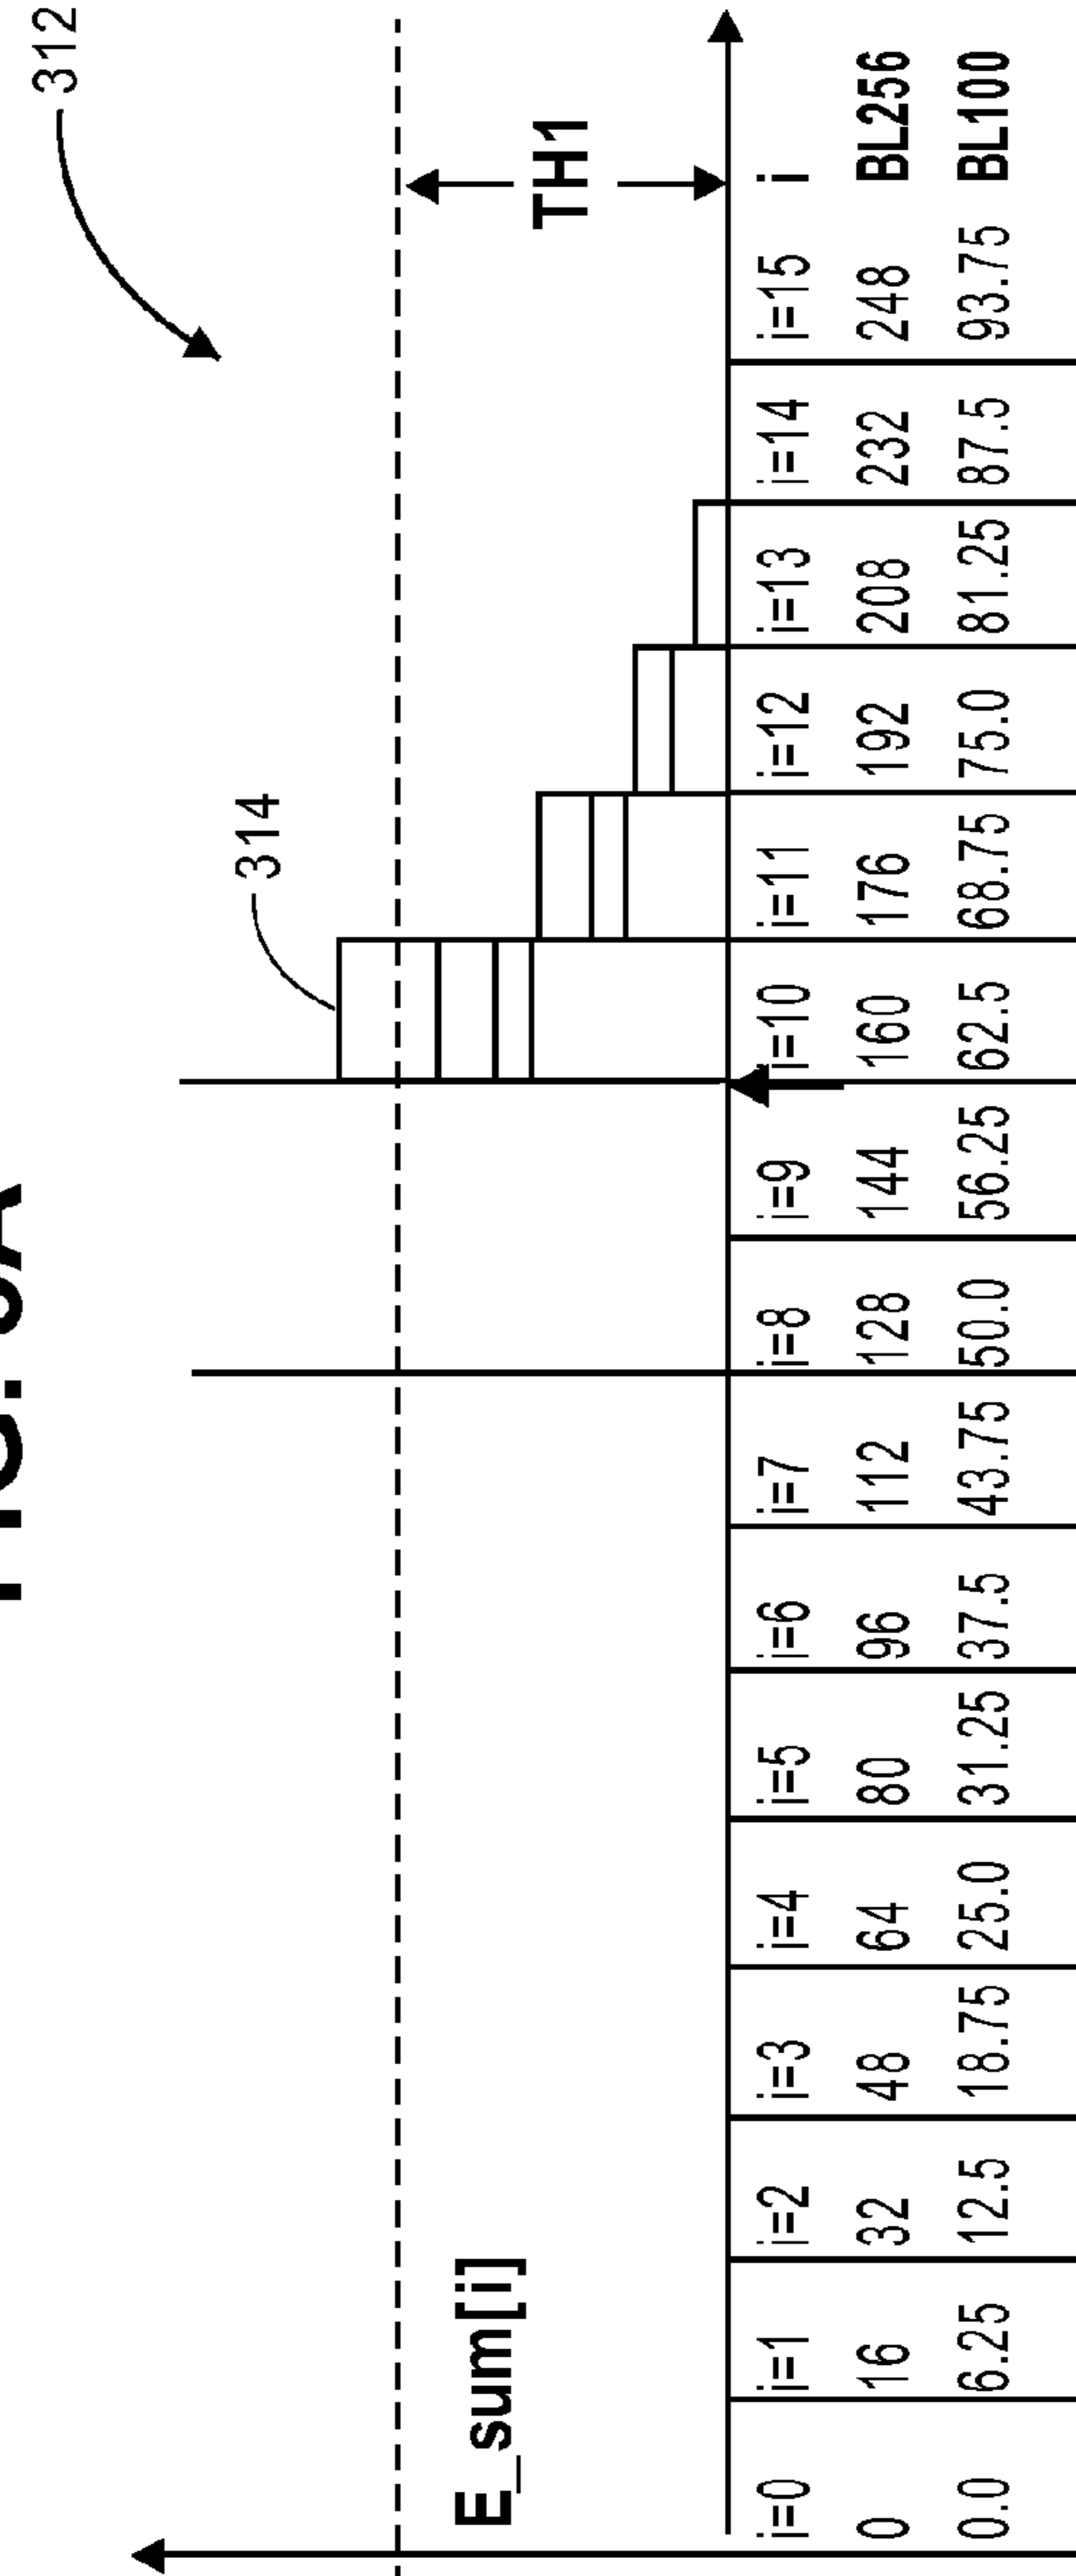 312
314
TH1
E_sum[i]
i=0 i=1 i=2 i=3 i=4 i=5 i=6 i=7 i=8 i=9 i=10 i=11 i=12 i=13 i=14 i=15 i
0 16 32 48 64 80 96 112 128 144 160 176 192 208 232 248 BL256
0.0 6.25 12.5 18.75 25.0 31.25 37.5 43.75 50.0 56.25 62.5 68.75 75.0 81.25 87.5 93.75 BL100